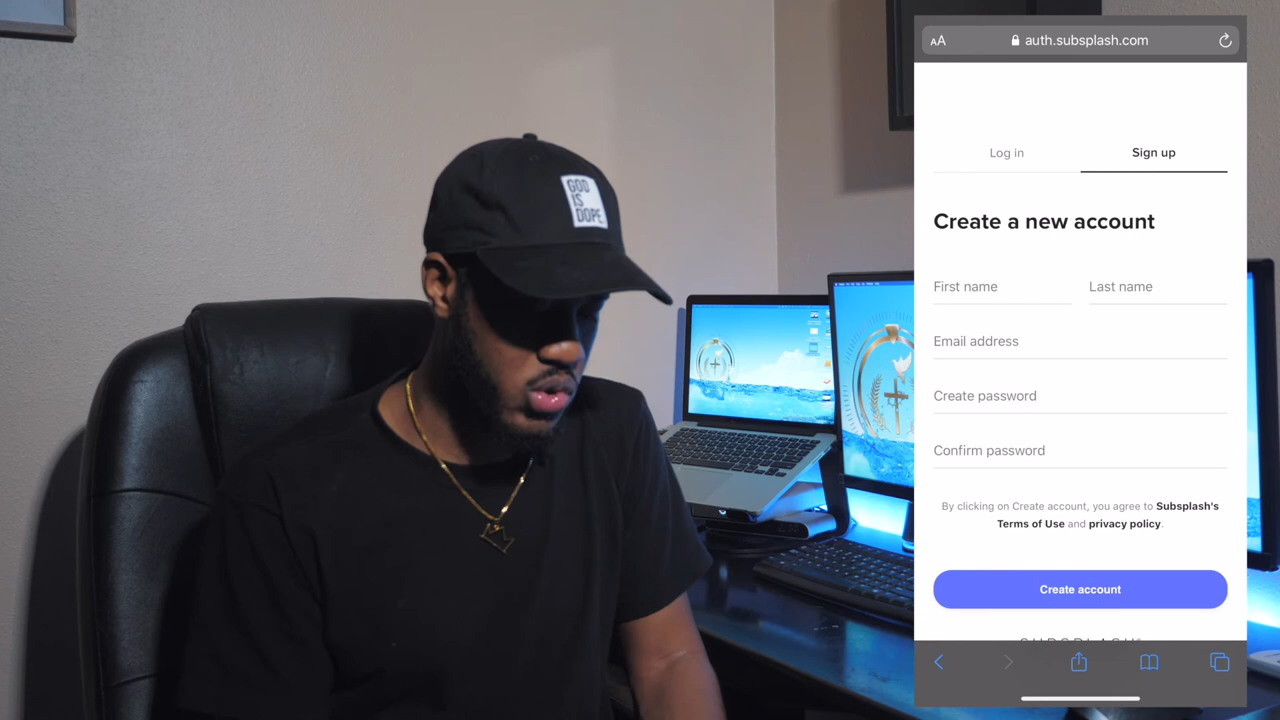 GOD
IS
DOPE
AA auth.subsplash.com
Log in Sign up
Create a new account
First name Last name
Email address
Create password
Confirm password
By clicking on Create account, you agree to Subsplash's
Terms of Use and privacy policy.
Create account